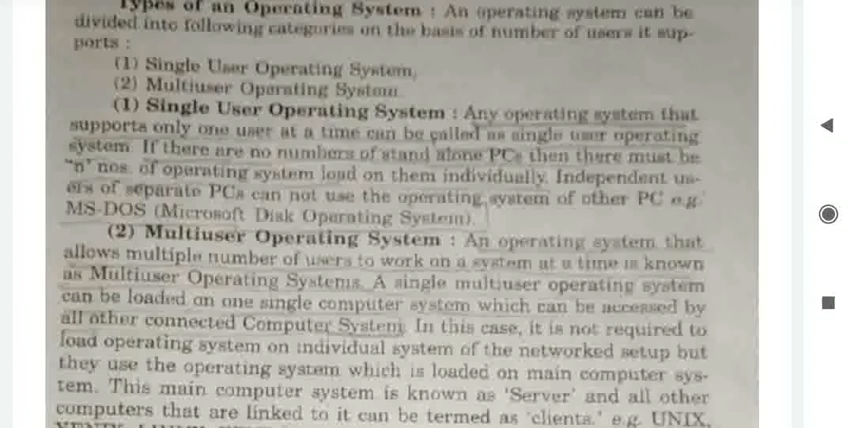 Types of an Operating System : An operating system can be
divided into following categories on the basis of number of users it sup-
ports :
(1) Single User Operating System,
(2) Multiuser Operating System
(1) Single User Operating System : Any operating system that
supports only one user at a time can be called as single user operating
system. If there are no numbers of stand alone PCs then there must be
"n" nos. of operating system load on them individually. Independent us-
ers of separate PCs can not use the operating system of other PC e.g.
MS-DOS (Microsoft Disk Operating System).
(2) Multiuser Operating System : An operating system that
allows multiple number of users to work on a system at a time is known
as Multiuser Operating Systems. A single multiuser operating system
can be loaded on one single computer system which can be accessed by
all other connected Computer System. In this case, it is not required to
load operating system on individual system of the networked setup but
they use the operating system which is loaded on main computer sys-
tem. This main computer system is known as 'Server' and all other
computers that are linked to it can be termed as 'clients.' e.g. UNIX,